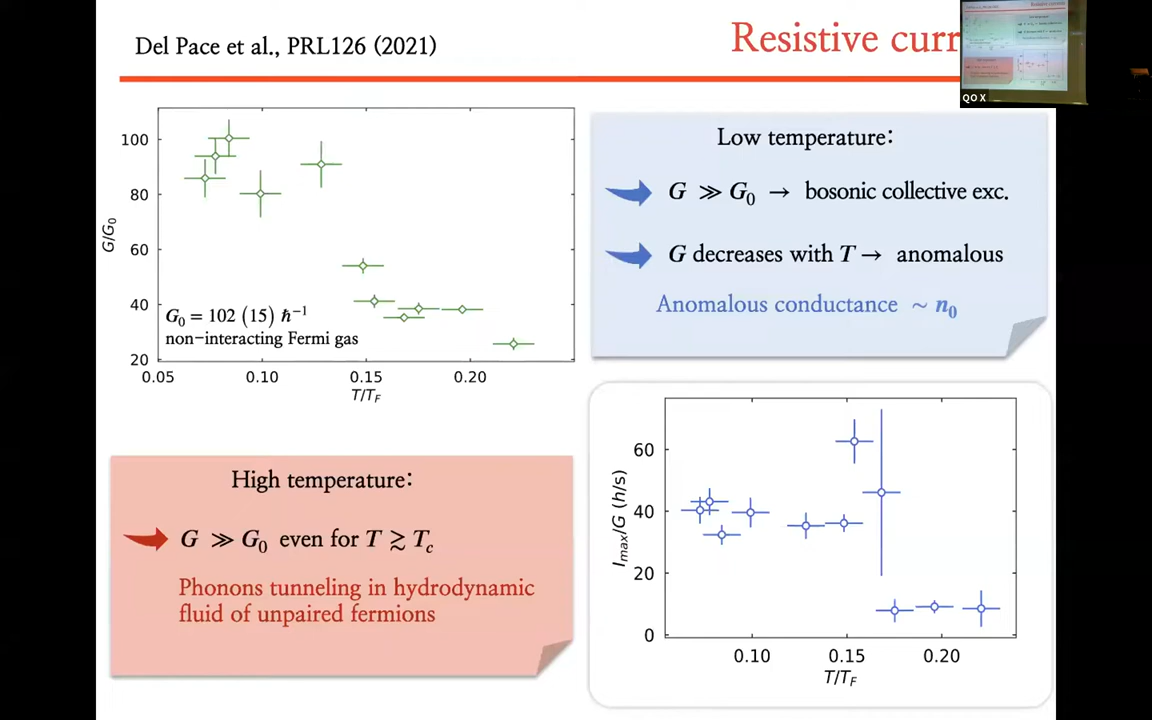 Del Pace et al., PRL126 (2021)
Resistive curr
QO X
100
80
60
40
20
G/G₀
G₀ = 102 (15) ℏ⁻¹
non-interacting Fermi gas
0.05 0.10 0.15 0.20
T/T_F
Low temperature:
G ≫ G₀ → bosonic collective exc.
G decreases with T → anomalous
Anomalous conductance ~ n₀
High temperature:
G ≫ G₀ even for T ≳ T_c
Phonons tunneling in hydrodynamic
fluid of unpaired fermions
60
40
20
0
I_max/G (h/s)
0.10 0.15 0.20
T/T_F